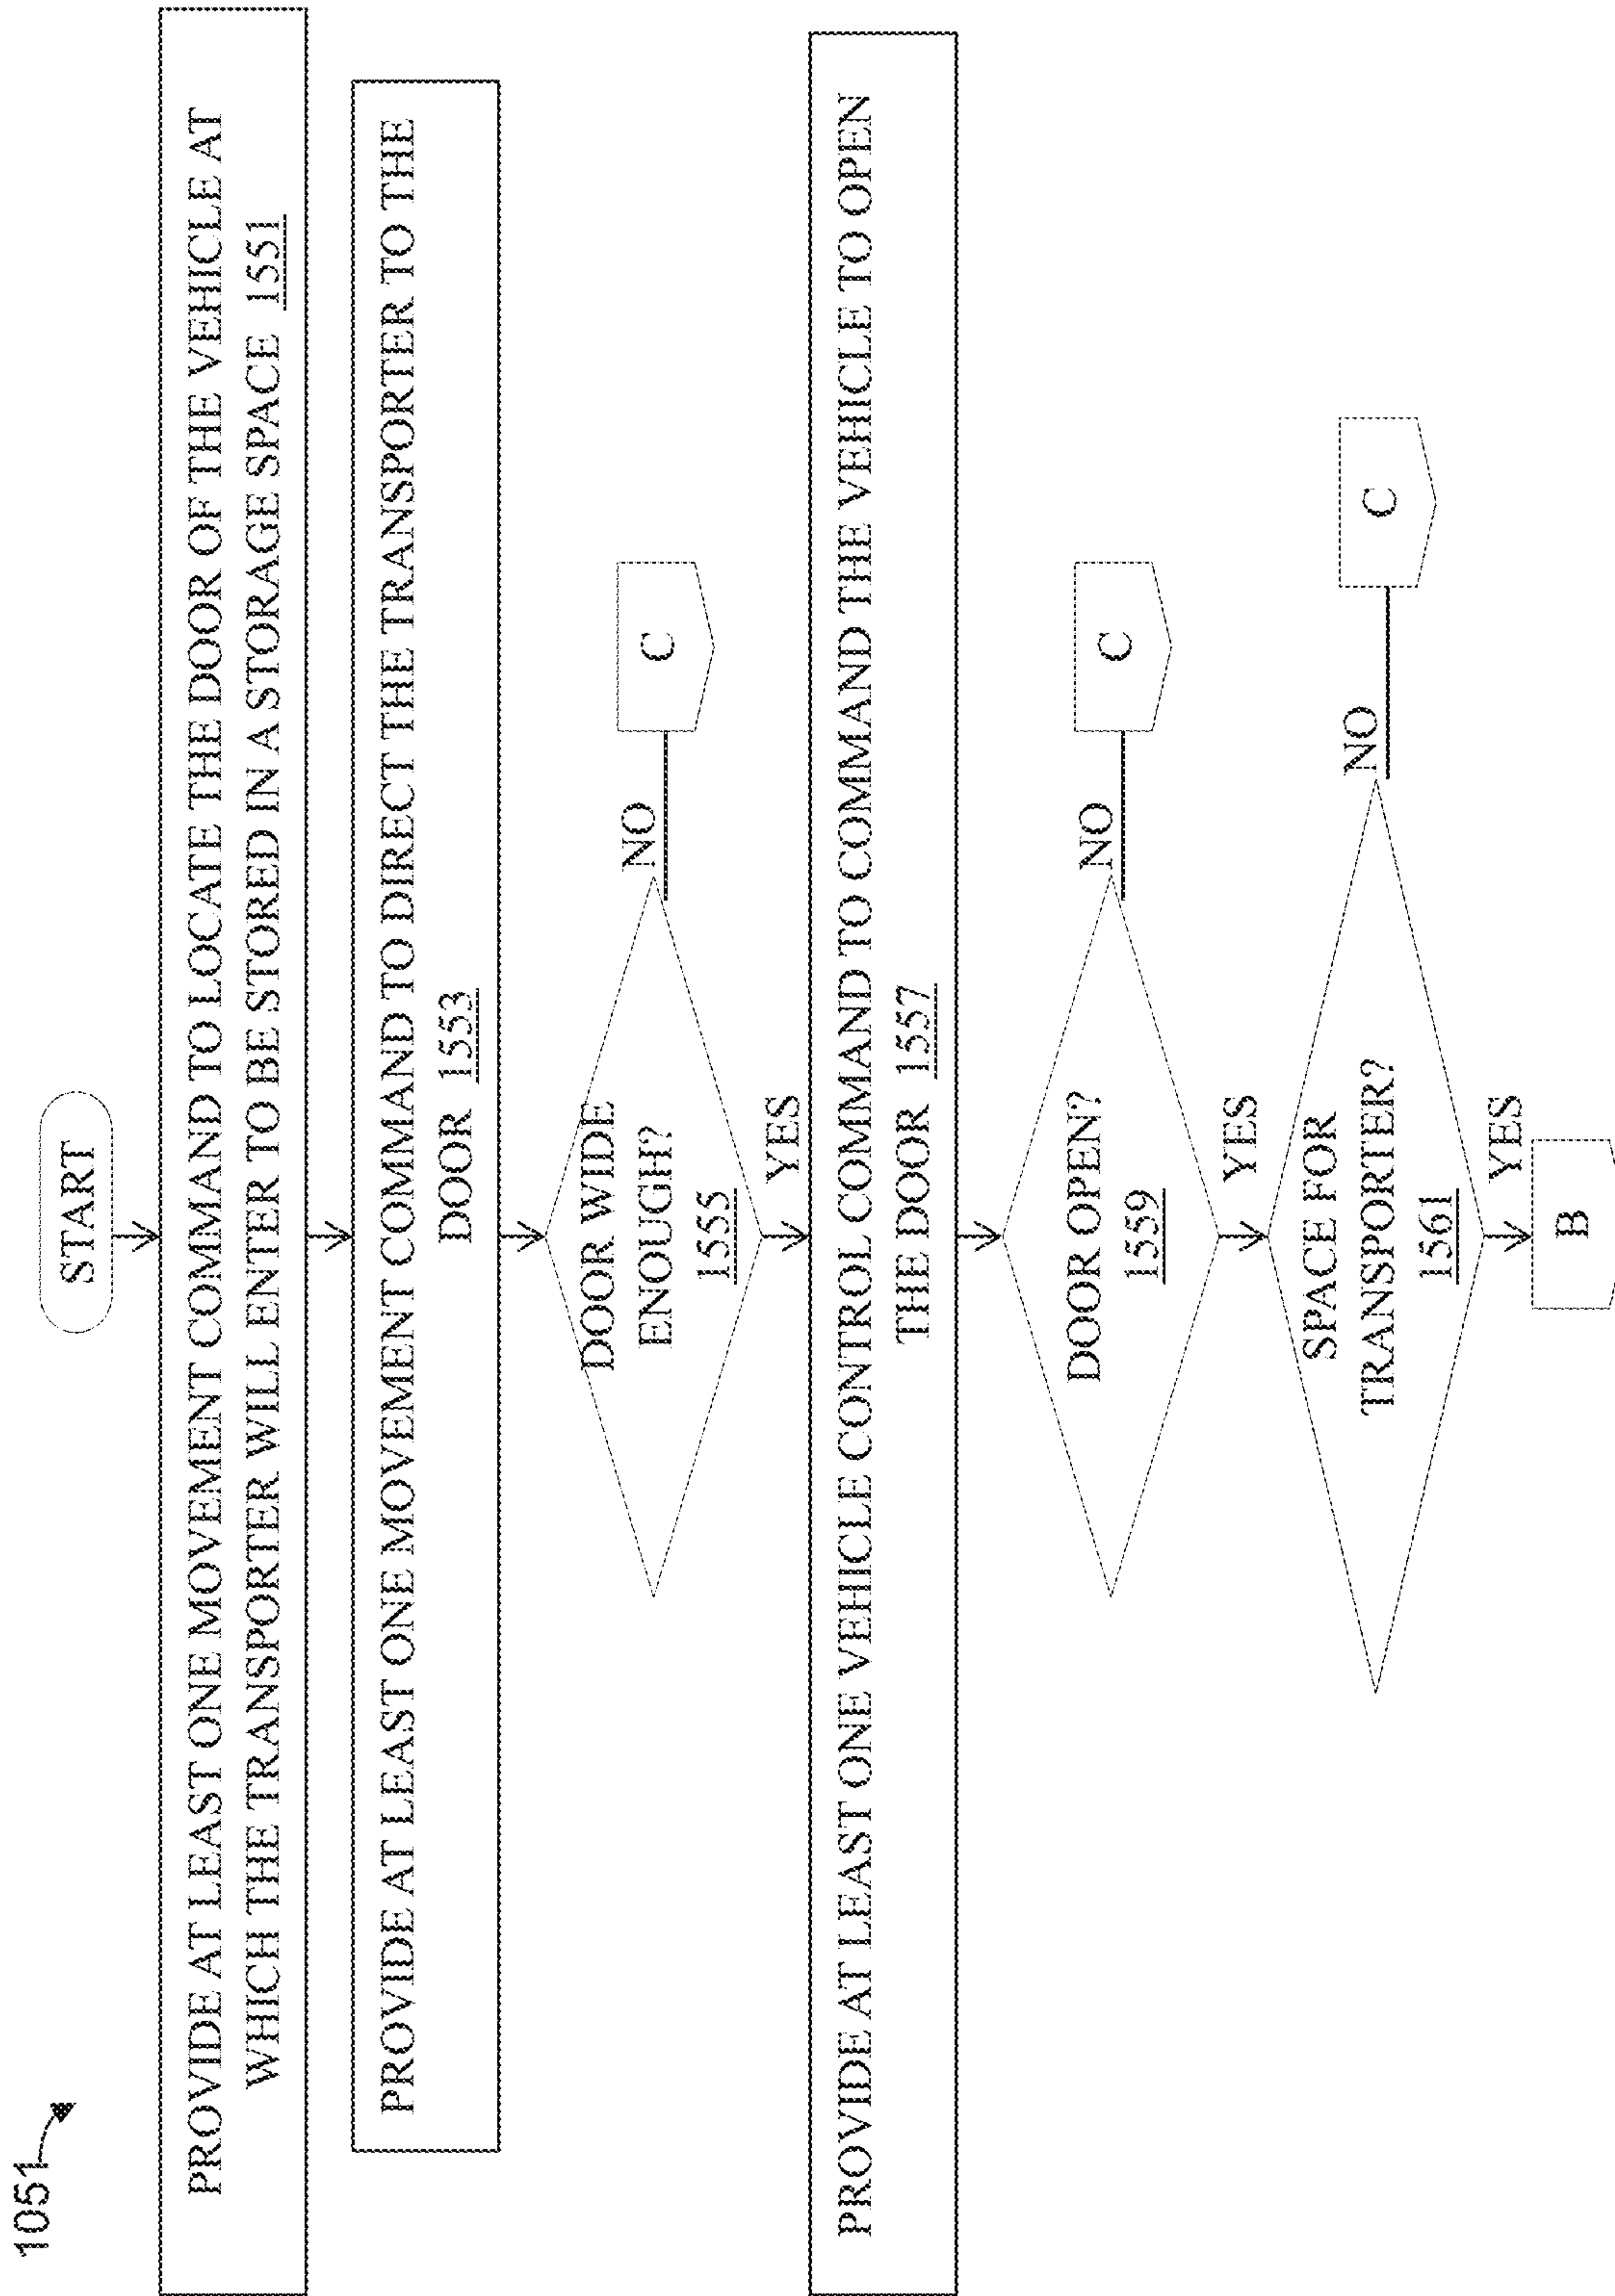 1051
START
PROVIDE AT LEAST ONE MOVEMENT COMMAND TO LOCATE THE DOOR OF THE VEHICLE AT
WHICH THE TRANSPORTER WILL ENTER TO BE STORED IN A STORAGE SPACE 1551
PROVIDE AT LEAST ONE MOVEMENT COMMAND TO DIRECT THE TRANSPORTER TO THE
DOOR 1553
DOOR WIDE
ENOUGH?
1555
NO
C
YES
PROVIDE AT LEAST ONE VEHICLE CONTROL COMMAND TO COMMAND THE VEHICLE TO OPEN
THE DOOR 1557
DOOR OPEN?
1559
NO
C
YES
SPACE FOR
TRANSPORTER?
1561
NO
C
YES
B